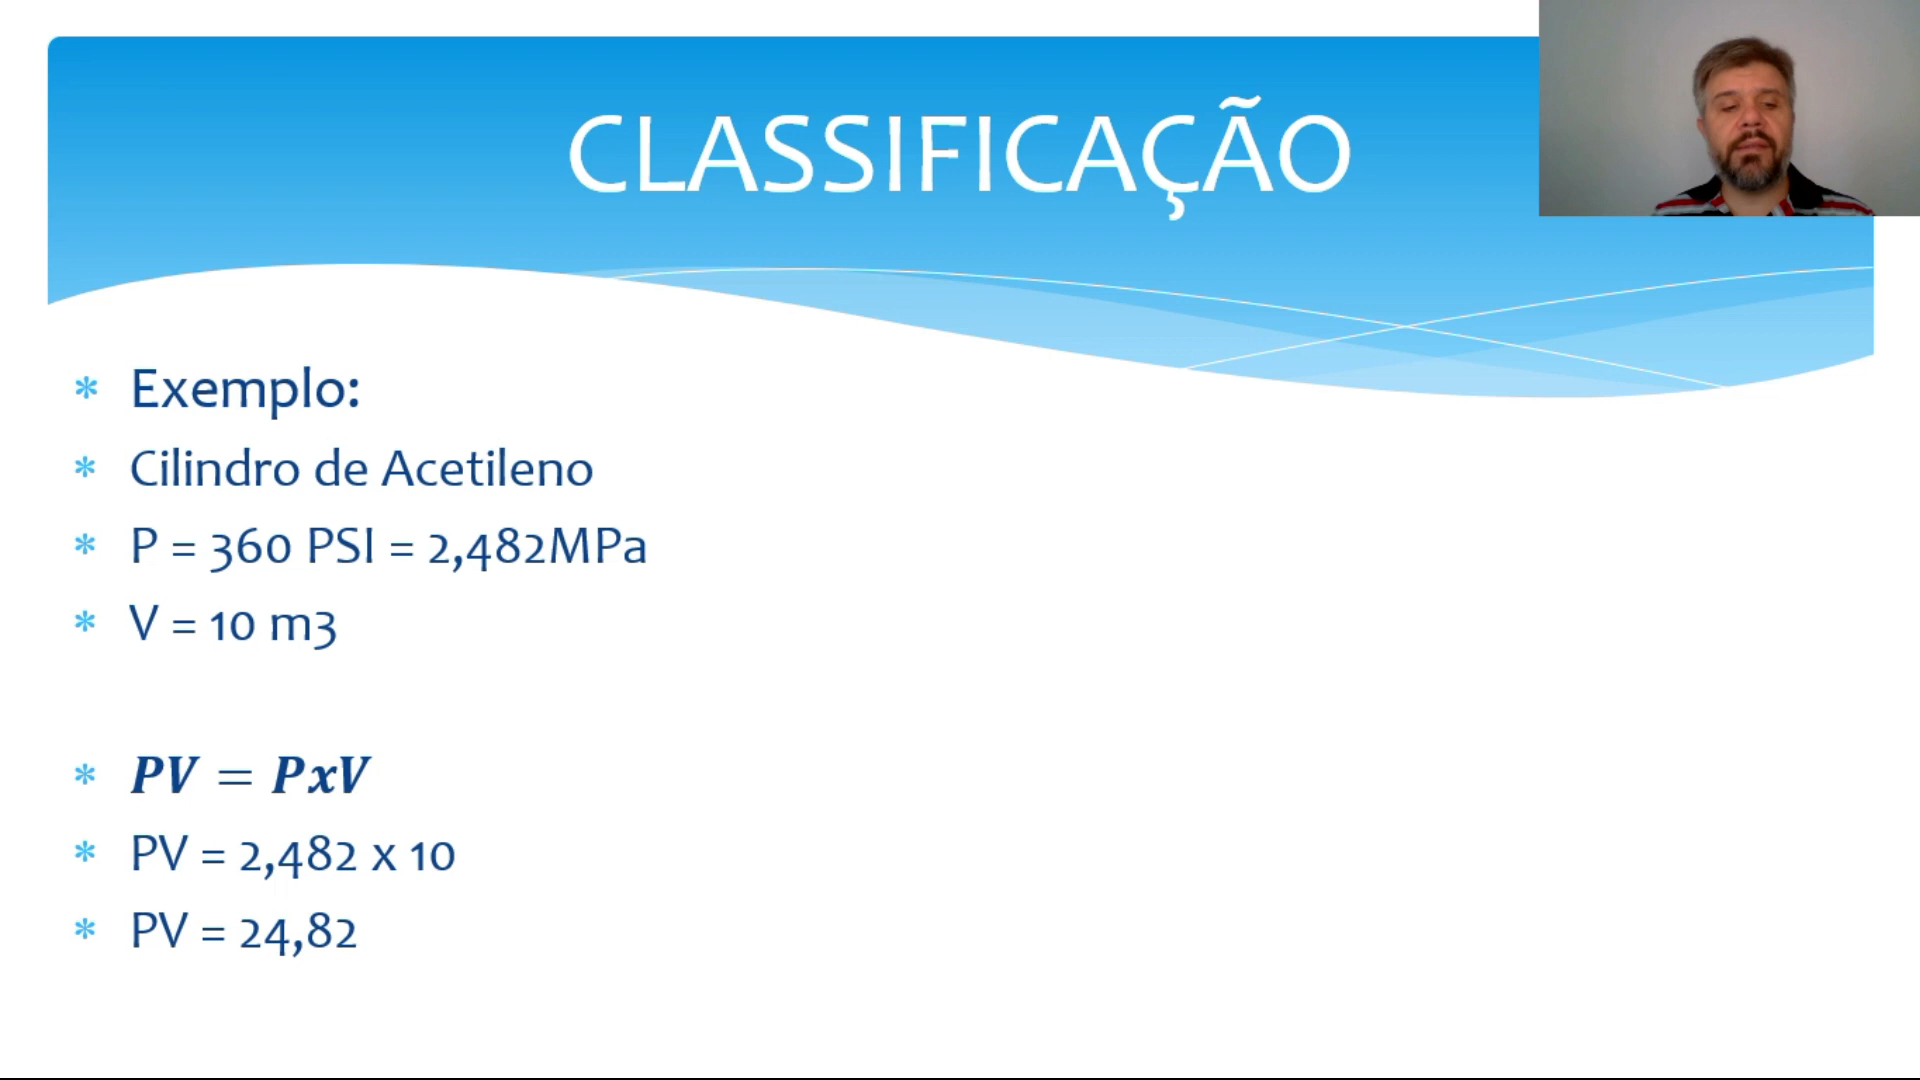 CLASSIFICAÇÃO
* Exemplo:
* Cilindro de Acetileno
* P = 360 PSI = 2,482MPa
* V = 10 m3
* PV = PxV
* PV = 2,482 x 10
* PV = 24,82